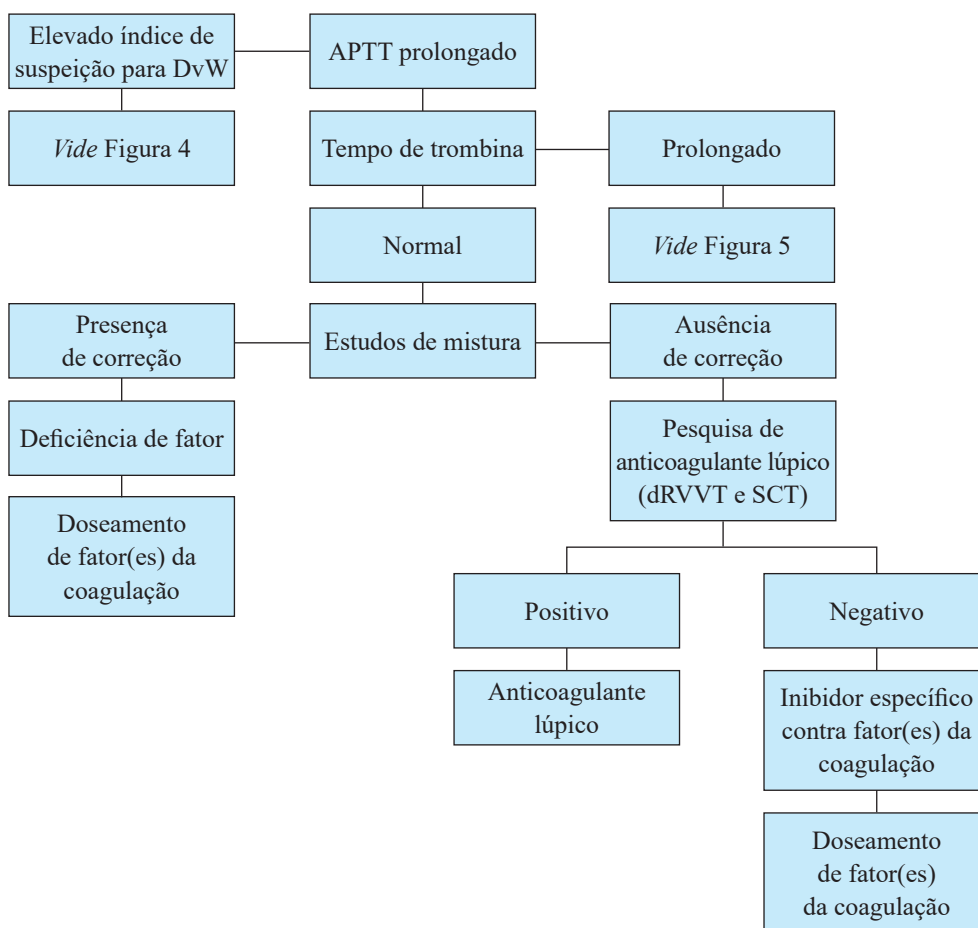 Elevado índice de
suspeição para DvW
APTT prolongado
Vide Figura 4
Tempo de trombina
Prolongado
Normal
Vide Figura 5
Presença
de correção
Estudos de mistura
Ausência
de correção
Deficiência de fator
Pesquisa de
anticoagulante lúpico
(dRVVT e SCT)
Doseamento
de fator(es) da
coagulação
Positivo
Negativo
Anticoagulante
lúpico
Inibidor específico
contra fator(es) da
coagulação
Doseamento
de fator(es)
da coagulação